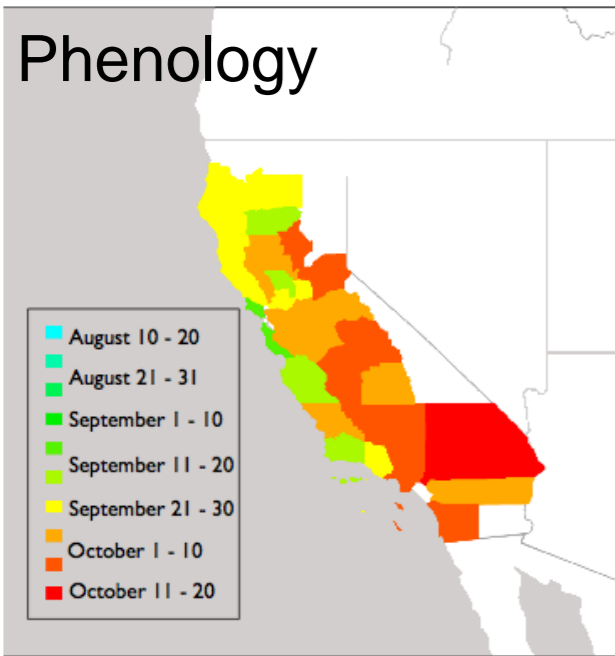 Phenology
August 10 - 20
August 21 - 31
September 1 - 10
September 11 - 20
September 21 - 30
October 1 - 10
October 11 - 20